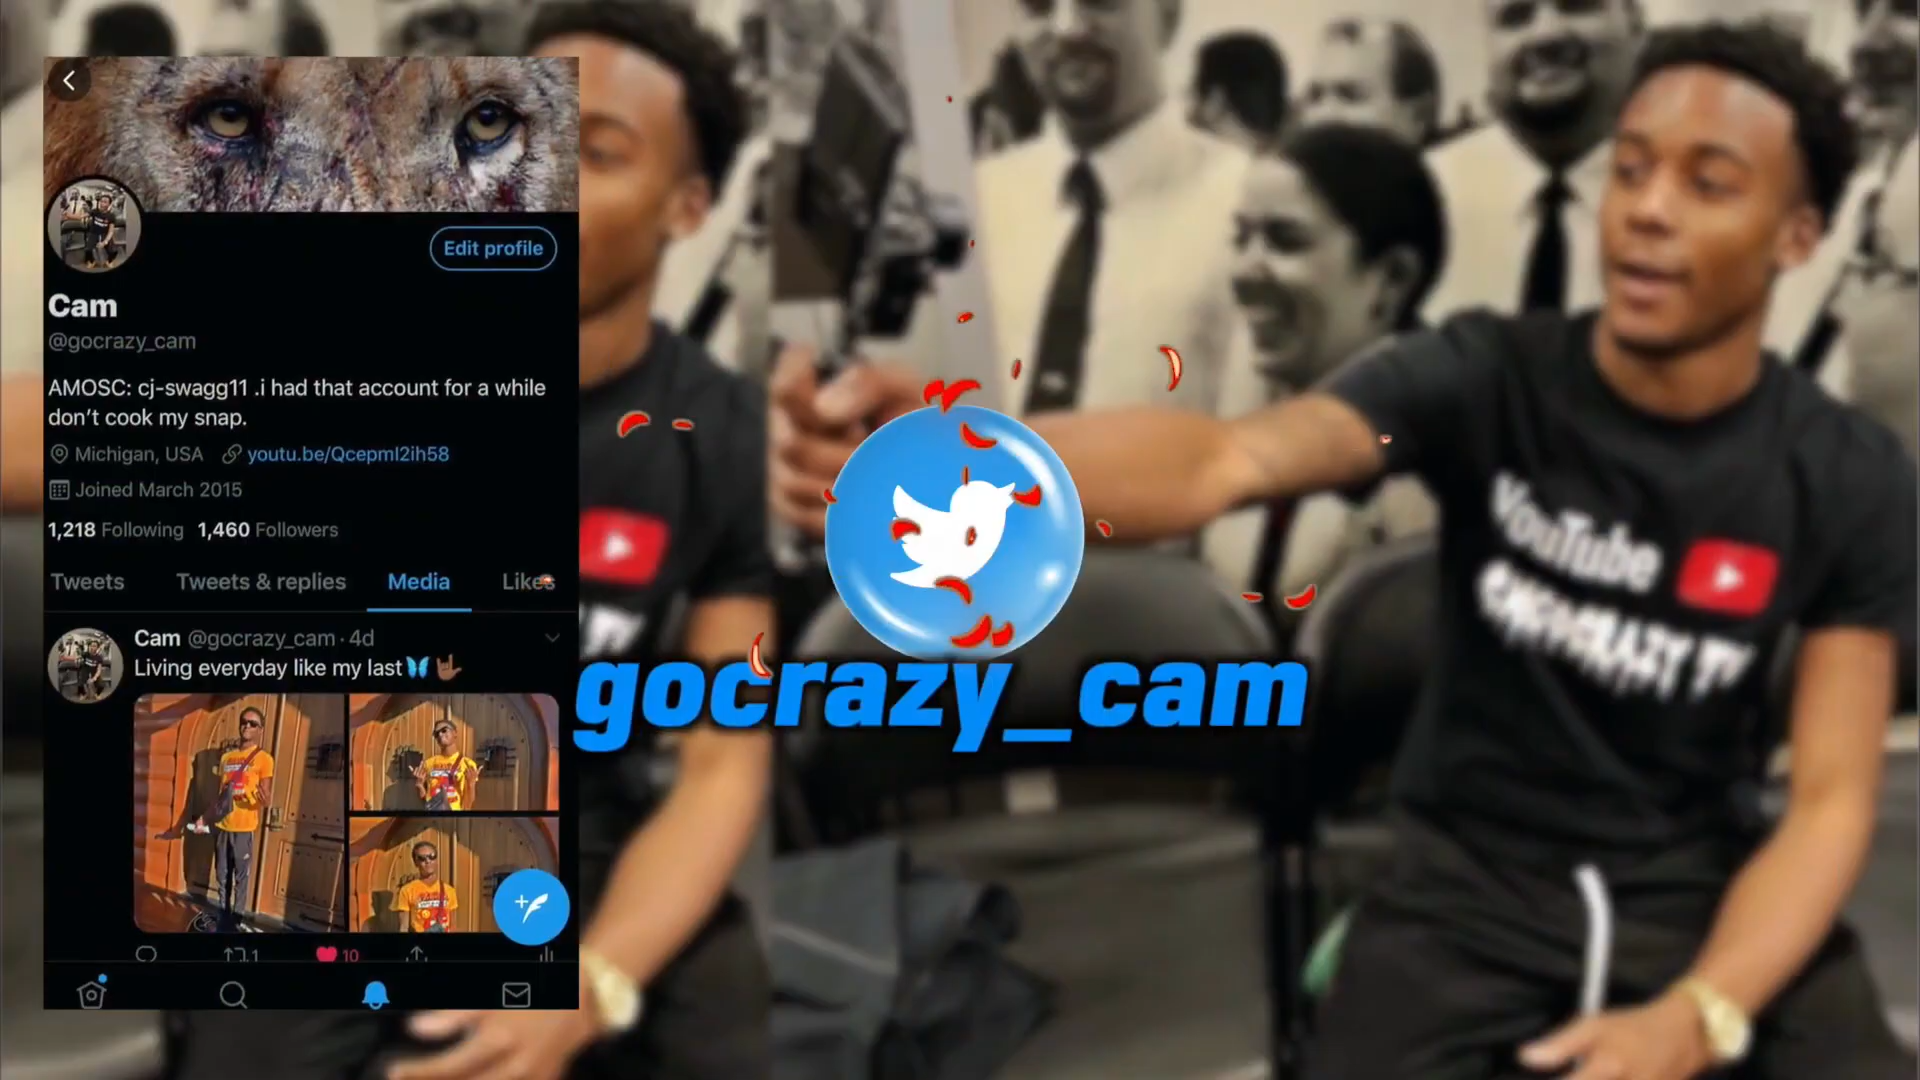 Edit profile
Cam
@gocrazy_cam
AMOSC: cj-swagg11 .i had that account for a while
don't cook my snap.
Michigan, USA youtu.be/Qcepml2ih58
Joined March 2015
1,218 Following 1,460 Followers
Tweets Tweets & replies Media Likes
Cam @gocrazy_cam · 4d
Living everyday like my last
1 10
gocrazy_cam
YouTube